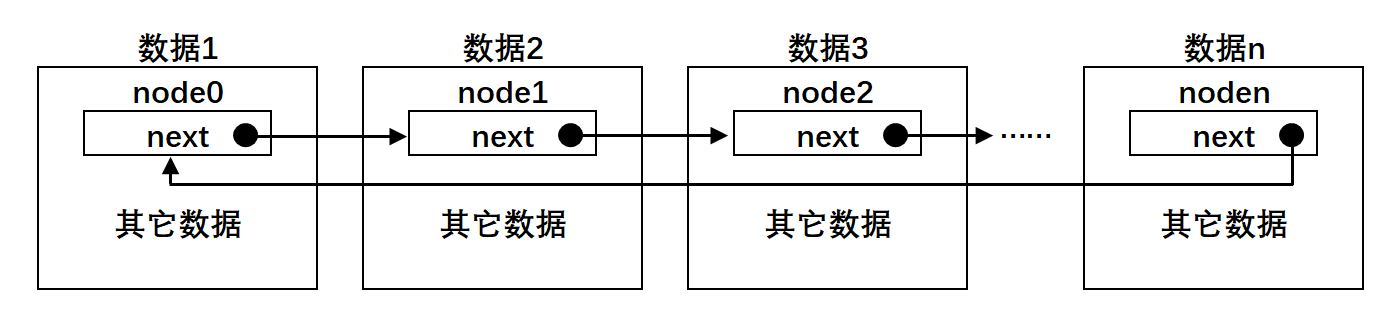 数据1 数据2 数据3 数据n
node0 node1 node2 noden
next next next …… next
其它数据 其它数据 其它数据 其它数据